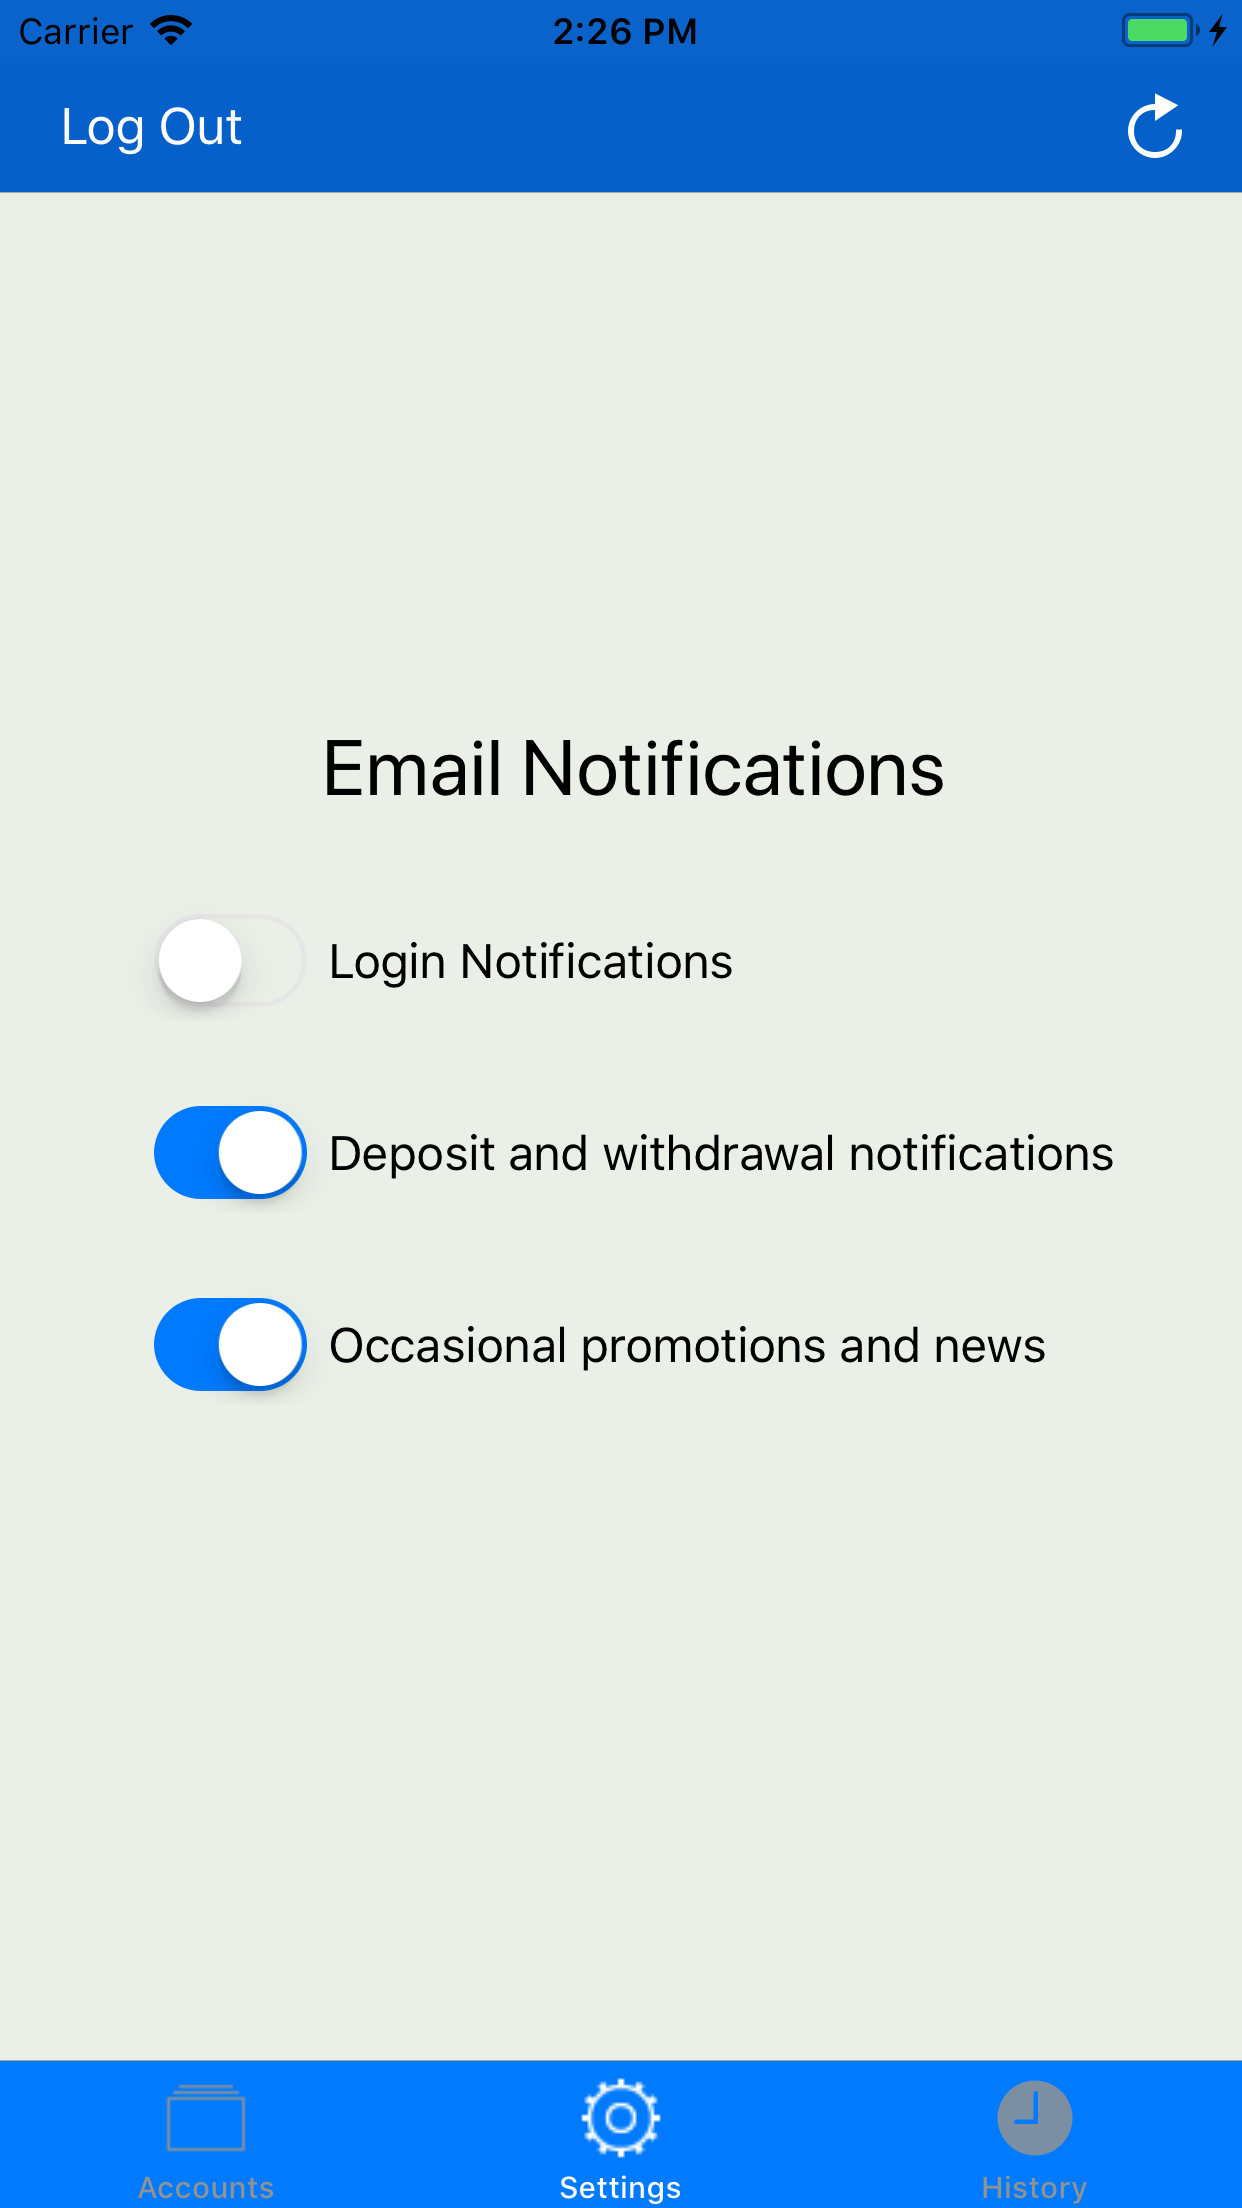 Carrier 2:26 PM
Log Out
Email Notifications
Login Notifications
Deposit and withdrawal notifications
Occasional promotions and news
Accounts Settings History